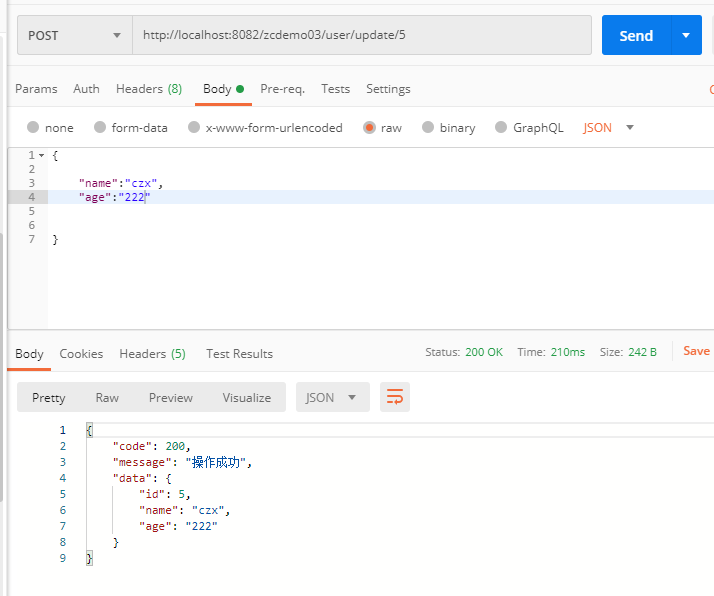 POST http://localhost:8082/zcdemo03/user/update/5 Send
Params Auth Headers (8) Body Pre-req. Tests Settings
none form-data x-www-form-urlencoded raw binary GraphQL JSON
1 {
2
3 "name":"czx",
4 "age":"222"
5
6
7 }
Body Cookies Headers (5) Test Results Status: 200 OK Time: 210ms Size: 242 B Save
Pretty Raw Preview Visualize JSON
1 {
2 "code": 200,
3 "message": "操作成功",
4 "data": {
5 "id": 5,
6 "name": "czx",
7 "age": "222"
8 }
9 }